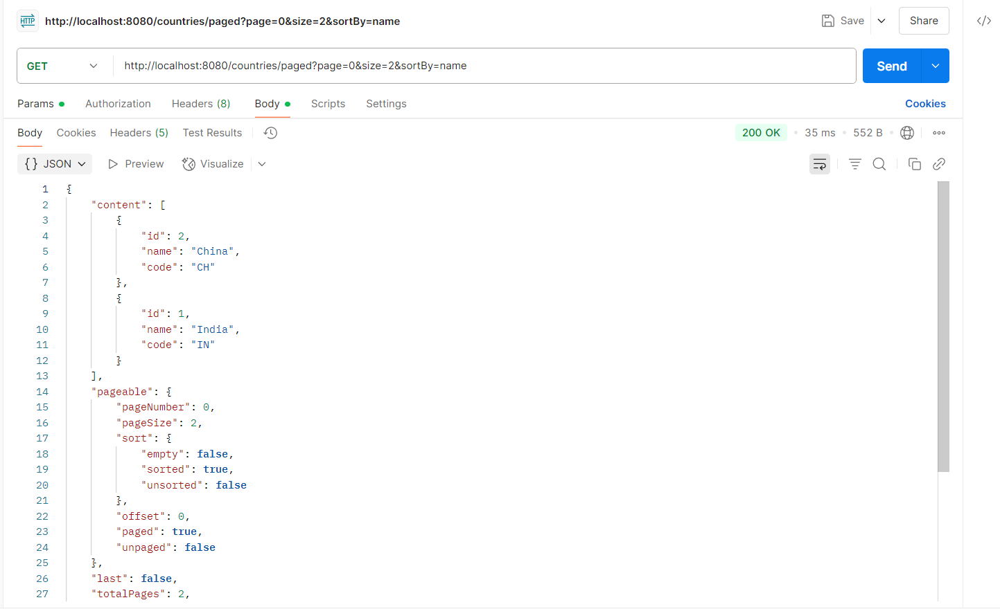 HTTP http://localhost:8080/countries/paged?page=0&size=2&sortBy=name Save Share </>
GET http://localhost:8080/countries/paged?page=0&size=2&sortBy=name Send
Params Authorization Headers (8) Body Scripts Settings Cookies
Body Cookies Headers (5) Test Results 200 OK 35 ms 552 B
{} JSON Preview Visualize
1 {
2 "content": [
3 {
4 "id": 2,
5 "name": "China",
6 "code": "CH"
7 },
8 {
9 "id": 1,
10 "name": "India",
11 "code": "IN"
12 }
13 ],
14 "pageable": {
15 "pageNumber": 0,
16 "pageSize": 2,
17 "sort": {
18 "empty": false,
19 "sorted": true,
20 "unsorted": false
21 },
22 "offset": 0,
23 "paged": true,
24 "unpaged": false
25 },
26 "last": false,
27 "totalPages": 2,